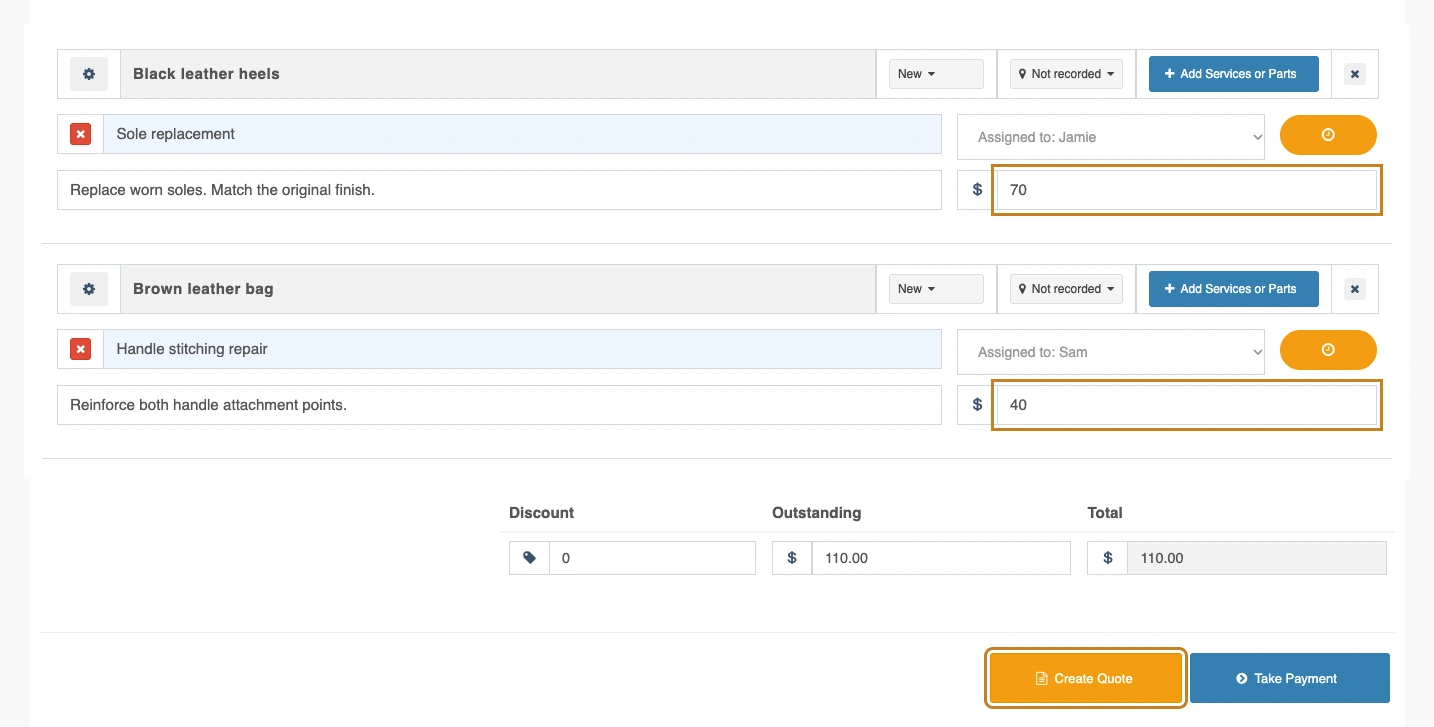 Black leather heels New Not recorded Add Services or Parts
Sole replacement Assigned to: Jamie
Replace worn soles. Match the original finish. $ 70
Brown leather bag New Not recorded Add Services or Parts
Handle stitching repair Assigned to: Sam
Reinforce both handle attachment points. $ 40
Discount Outstanding Total
0 $ 110.00 $ 110.00
Create Quote Take Payment